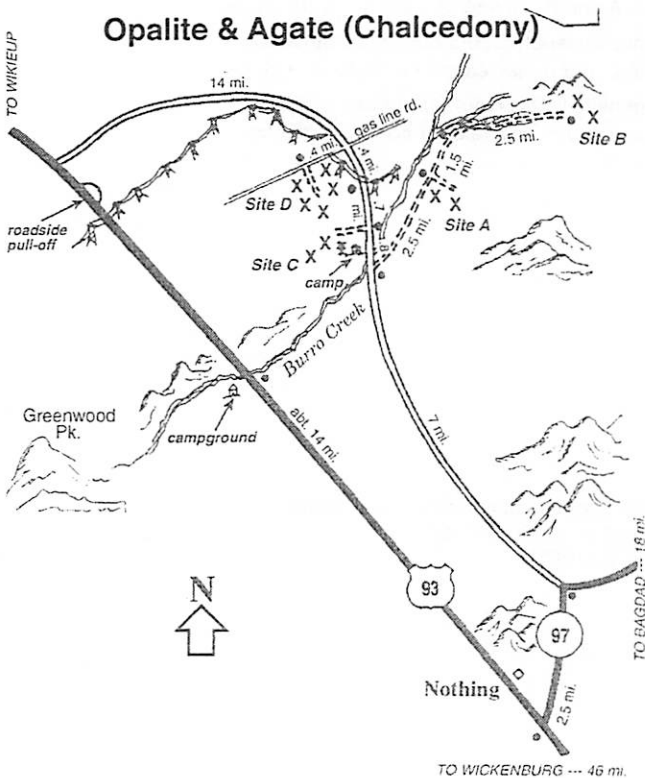 Opalite & Agate (Chalcedony)
TO WIKIEUP
14 mi.
gas line rd.
.4 mi.
.4 mi.
2.5 mi.
Site B
1.5 mi.
roadside
pull-off
Site D
Site A
2.5 mi.
Site C
camp
Burro Creek
Greenwood
Pk.
campground
abt. 14 mi.
7 mi.
TO BAGDAD --- 18 mi.
N
93
97
Nothing
2.5 mi.
TO WICKENBURG --- 46 mi.